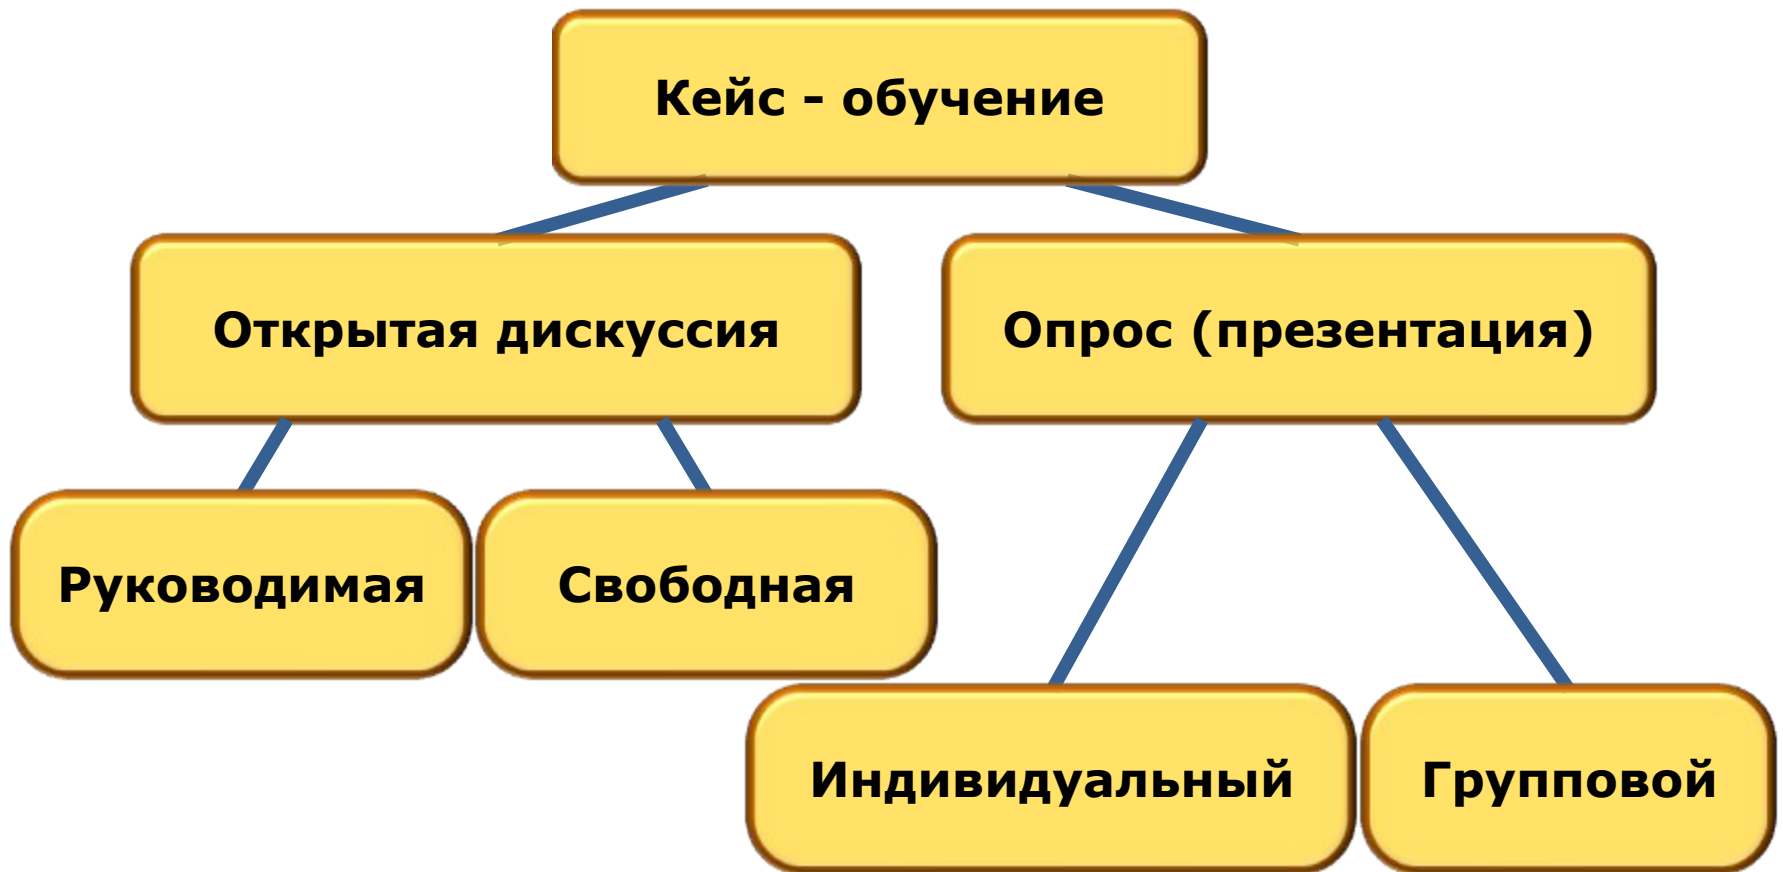 Кейс - обучение
Открытая дискуссия
Опрос (презентация)
Руководимая
Свободная
Индивидуальный
Групповой